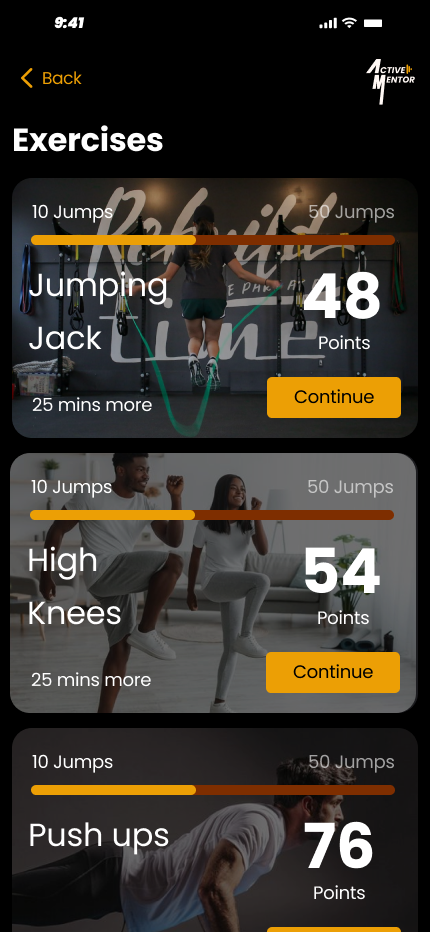 9:41
Back
ACTIVE
MENTOR
Exercises
10 Jumps
50 Jumps
Rebuild
Jumping
48
E PAR
Jack
time
Points
25 mins more
Continue
10 Jumps
50 Jumps
High
54
Knees
Points
25 mins more
Continue
10 Jumps
50 Jumps
Push ups
76
Points